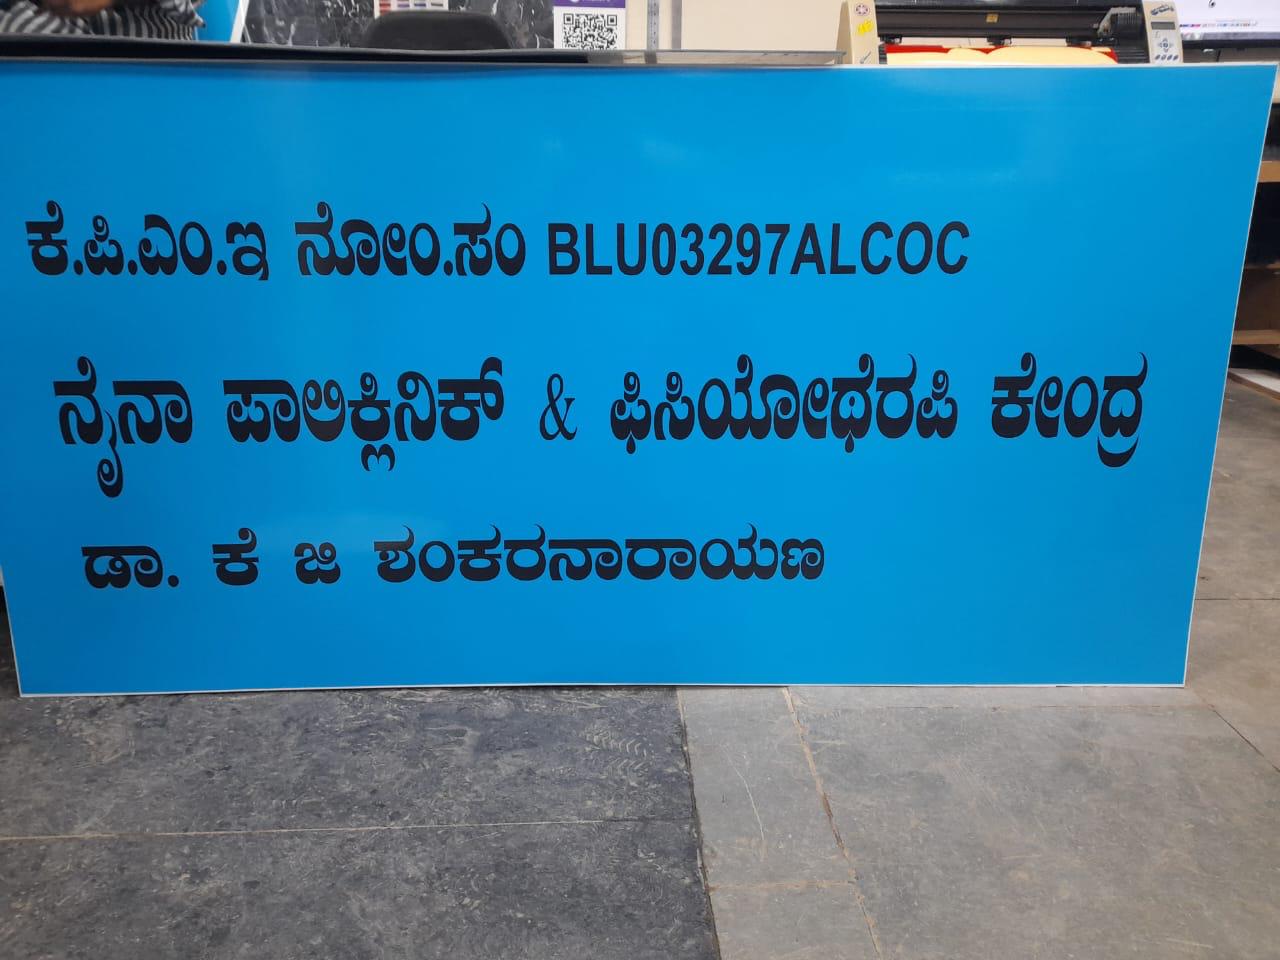 ಕೆ.ಪಿ.ಎಂ.ಇ ನೋಂ.ಸಂ BLU03297ALCOC
ನೈನಾ ಪಾಲಿಕ್ಲಿನಿಕ್ & ಫಿಸಿಯೋಥೆರಪಿ ಕೇಂದ್ರ
ಡಾ. ಕೆ ಜಿ ಶಂಕರನಾರಾಯಣ